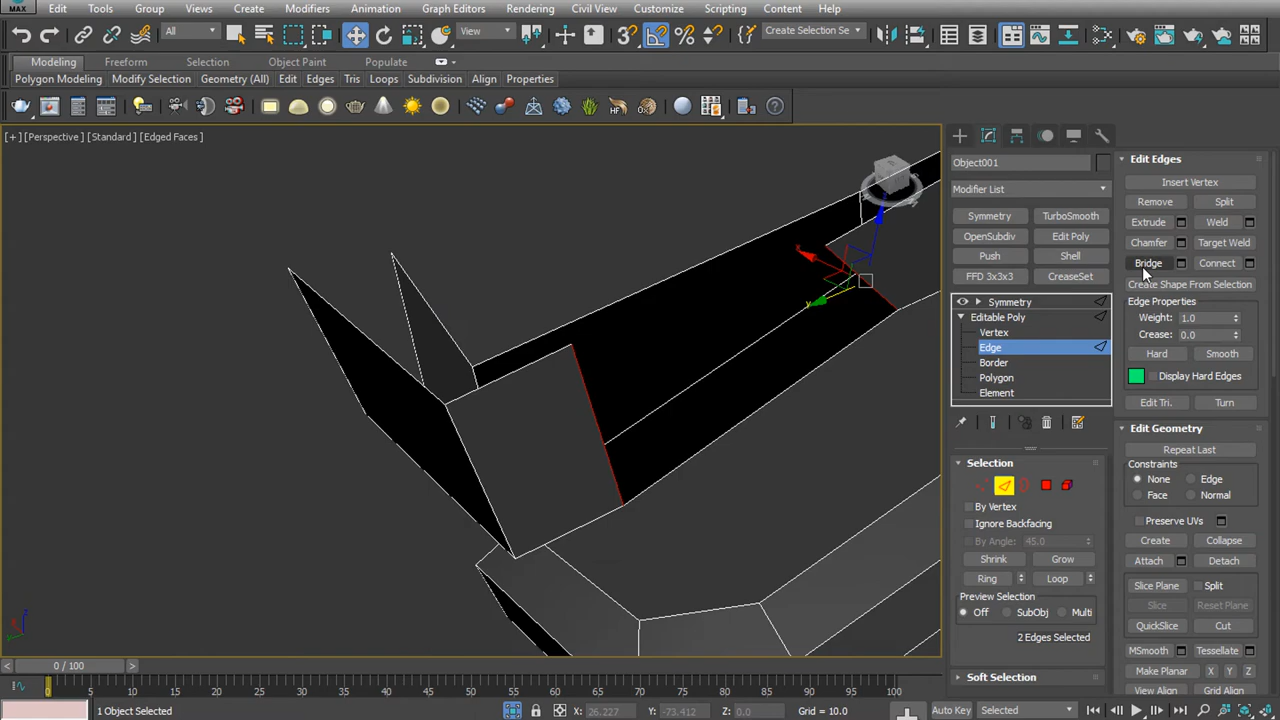 MAX Edit Tools Group Views Create Modifiers Animation Graph Editors Rendering Civil View Customize Scripting Content Help
All View Create Selection Se
Modeling Freeform Selection Object Paint Populate
Polygon Modeling Modify Selection Geometry (All) Edit Edges Tris Loops Subdivision Align Properties
[+] [Perspective] [Standard] [Edged Faces]
x
y
Object001
Modifier List
Symmetry TurboSmooth
OpenSubdiv Edit Poly
Push Shell
FFD 3x3x3 CreaseSet
Symmetry
Editable Poly
Vertex
Edge
Border
Polygon
Element
Selection
By Vertex
Ignore Backfacing
By Angle: 45.0
Shrink Grow
Ring Loop
Preview Selection
Off SubObj Multi
2 Edges Selected
Soft Selection
Edit Edges
Insert Vertex
Remove Split
Extrude Weld
Chamfer Target Weld
Bridge Connect
Create Shape From Selection
Edge Properties
Weight: 1.0
Crease: 0.0
Hard Smooth
Display Hard Edges
Edit Tri. Turn
Edit Geometry
Repeat Last
Constraints
None Edge
Face Normal
Preserve UVs
Create Collapse
Attach Detach
Slice Plane Split
Slice Reset Plane
QuickSlice Cut
MSmooth Tessellate
Make Planar X Y Z
View Align Grid Align
z
y
< 0 / 100 >
0 5 10 15 20 25 30 35 40 45 50 55 60 65 70 75 80 85 90 95 100
1 Object Selected X: 26.227 Y: -73.412 Z: 0.0 Grid = 10.0 Auto Key Selected